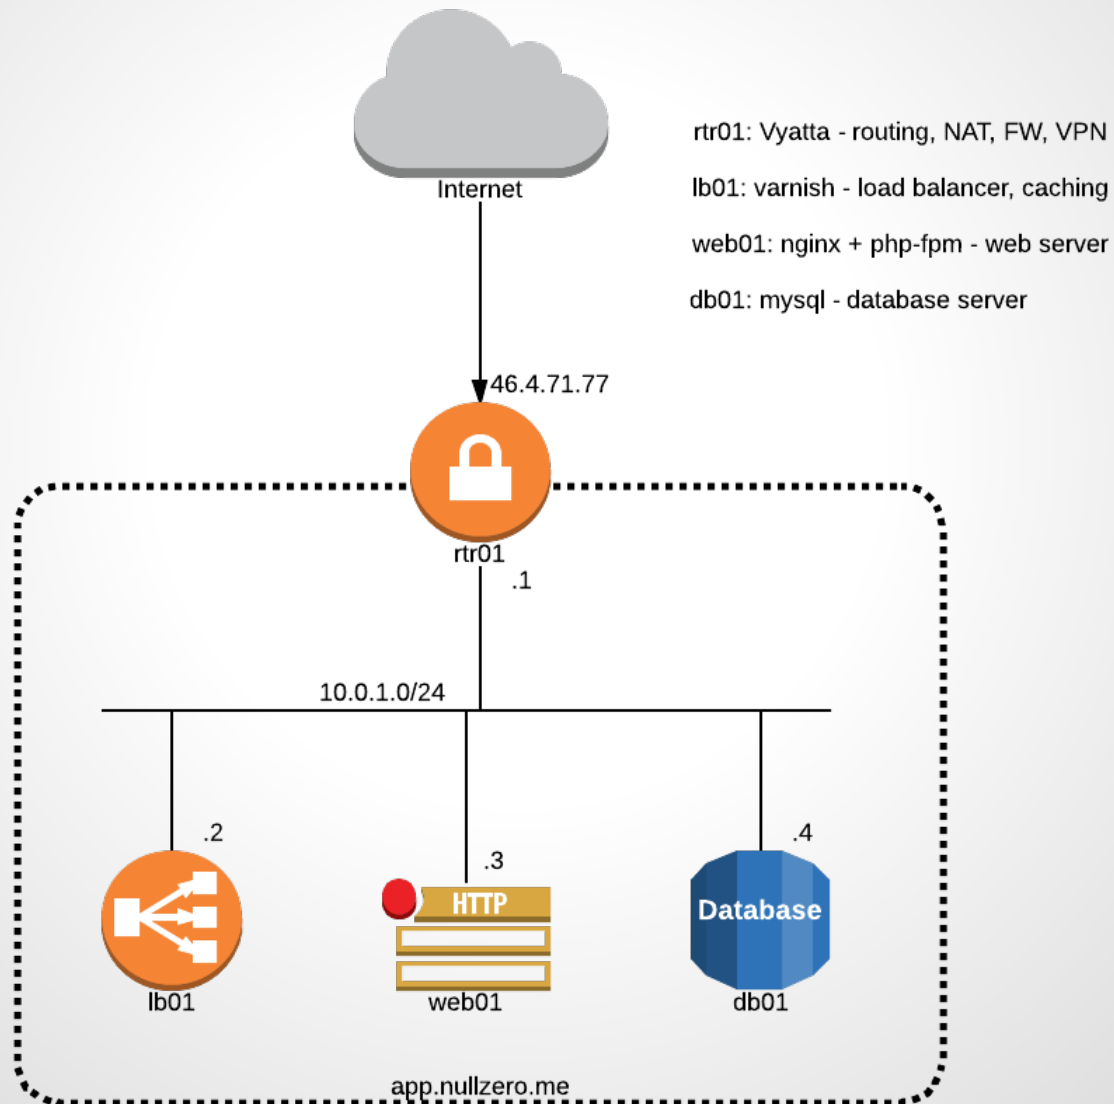 Internet
rtr01: Vyatta - routing, NAT, FW, VPN
lb01: varnish - load balancer, caching
web01: nginx + php-fpm - web server
db01: mysql - database server
46.4.71.77
rtr01
.1
10.0.1.0/24
.2
.3
.4
HTTP
Database
lb01
web01
db01
app.nullzero.me